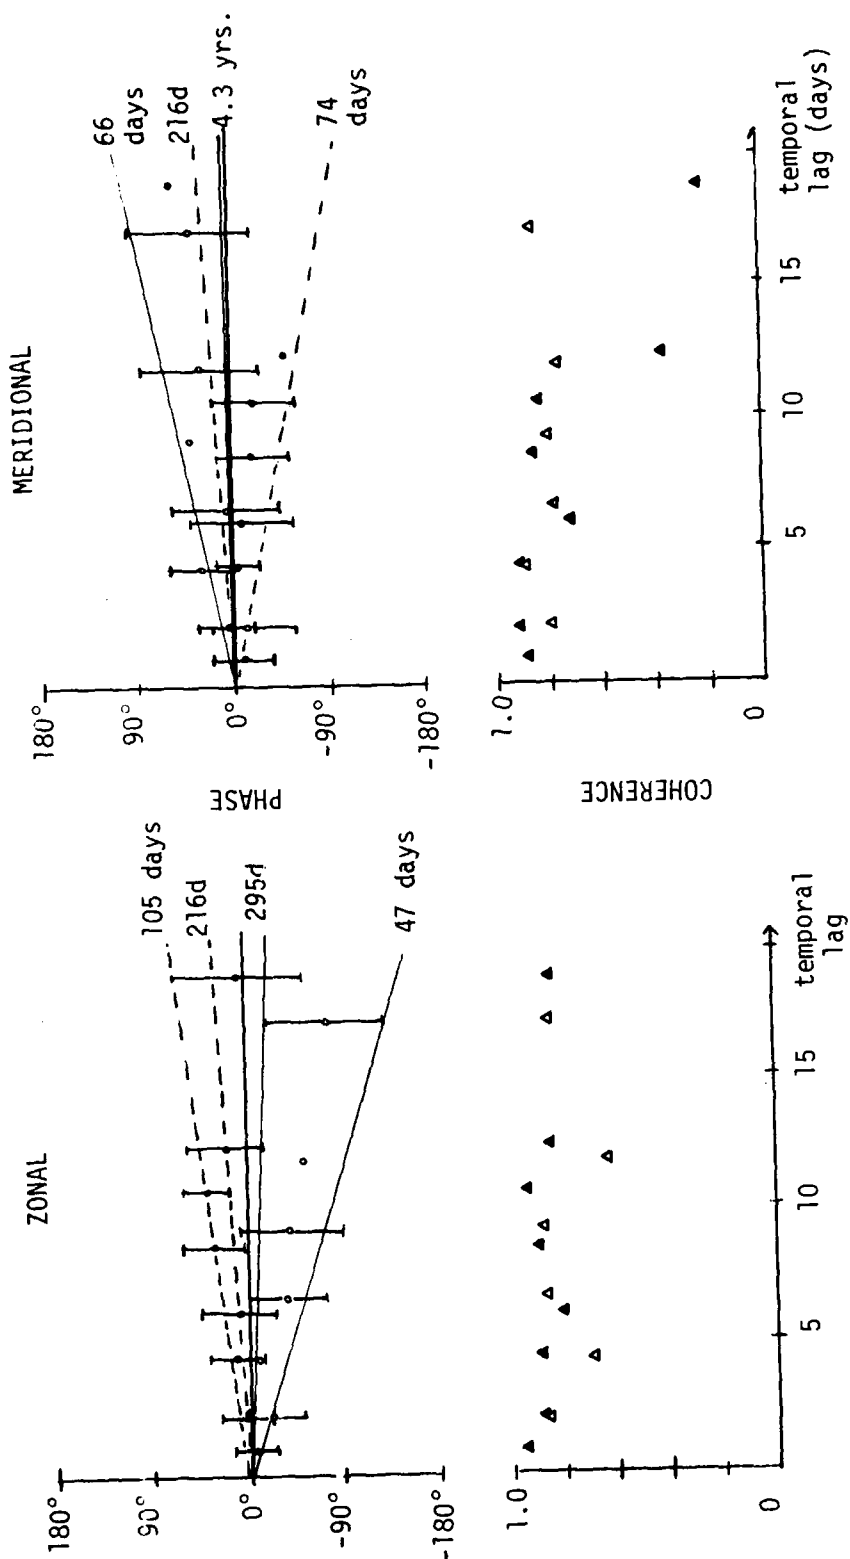 ZONAL
180°
90°
0°
-90°
-180°
105 days
216d
295d
47 days
PHASE
MERIDIONAL
180°
90°
0°
-90°
-180°
66
days
216d
4.3 yrs.
74
days
1.0
0
5
10
15
temporal
lag
COHERENCE
1.0
0
5
10
15
temporal
lag (days)